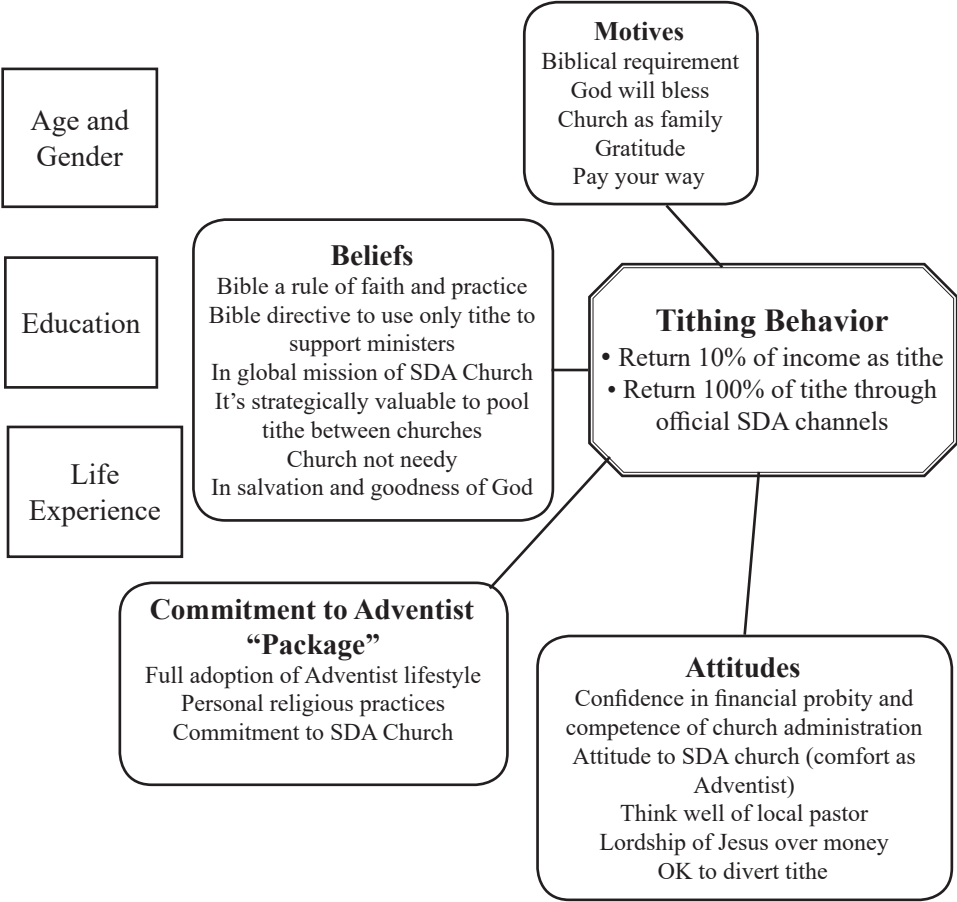 Motives
Biblical requirement
God will bless
Church as family
Gratitude
Pay your way
Age and
Gender
Education
Life
Experience
Beliefs
Bible a rule of faith and practice
Bible directive to use only tithe to
support ministers
In global mission of SDA Church
It's strategically valuable to pool
tithe between churches
Church not needy
In salvation and goodness of God
Tithing Behavior
• Return 10% of income as tithe
• Return 100% of tithe through
official SDA channels
Commitment to Adventist
“Package”
Full adoption of Adventist lifestyle
Personal religious practices
Commitment to SDA Church
Attitudes
Confidence in financial probity and
competence of church administration
Attitude to SDA church (comfort as
Adventist)
Think well of local pastor
Lordship of Jesus over money
OK to divert tithe